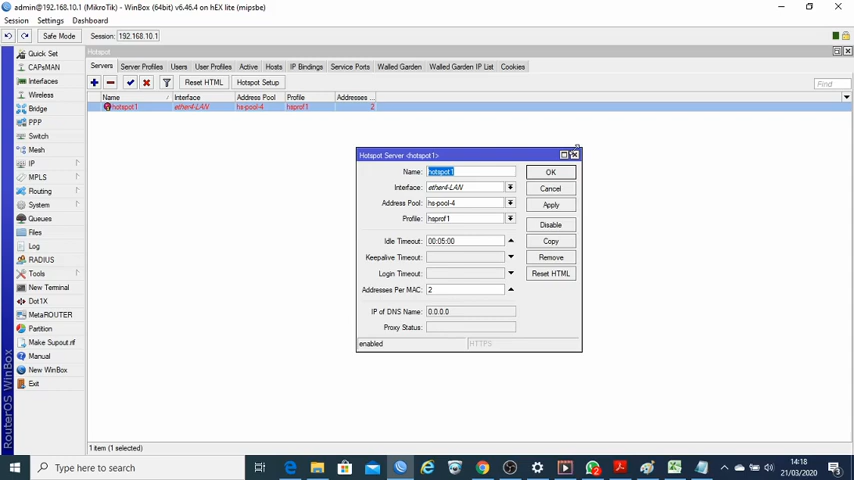 admin@192.168.10.1 (MikroTik) - WinBox (64bit) v6.46.4 on hEX lite (mipsbe)
Session Settings Dashboard
Safe Mode Session: 192.168.10.1
Quick Set
CAPsMAN
Interfaces
Wireless
Bridge
PPP
Switch
Mesh
IP
MPLS
Routing
System
Queues
Files
Log
RADIUS
Tools
New Terminal
Dot1X
MetaROUTER
Partition
Make Supout.rif
Manual
New WinBox
Exit
RouterOS WinBox
Hotspot
Servers Server Profiles Users User Profiles Active Hosts IP Bindings Service Ports Walled Garden Walled Garden IP List Cookies
Reset HTML Hotspot Setup Find
Name Interface Address Pool Profile Addresses ...
hotspot1 ether4-LAN hs-pool-4 hsprof1 2
Hotspot Server <hotspot1>
Name: hotspot1 OK
Interface: ether4-LAN Cancel
Address Pool: hs-pool-4 Apply
Profile: hsprof1 Disable
Idle Timeout: 00:05:00 Copy
Keepalive Timeout: Remove
Login Timeout: Reset HTML
Addresses Per MAC: 2
IP of DNS Name: 0.0.0.0
Proxy Status:
enabled HTTPS
1 item (1 selected)
Type here to search
2
14:18
21/03/2020
3